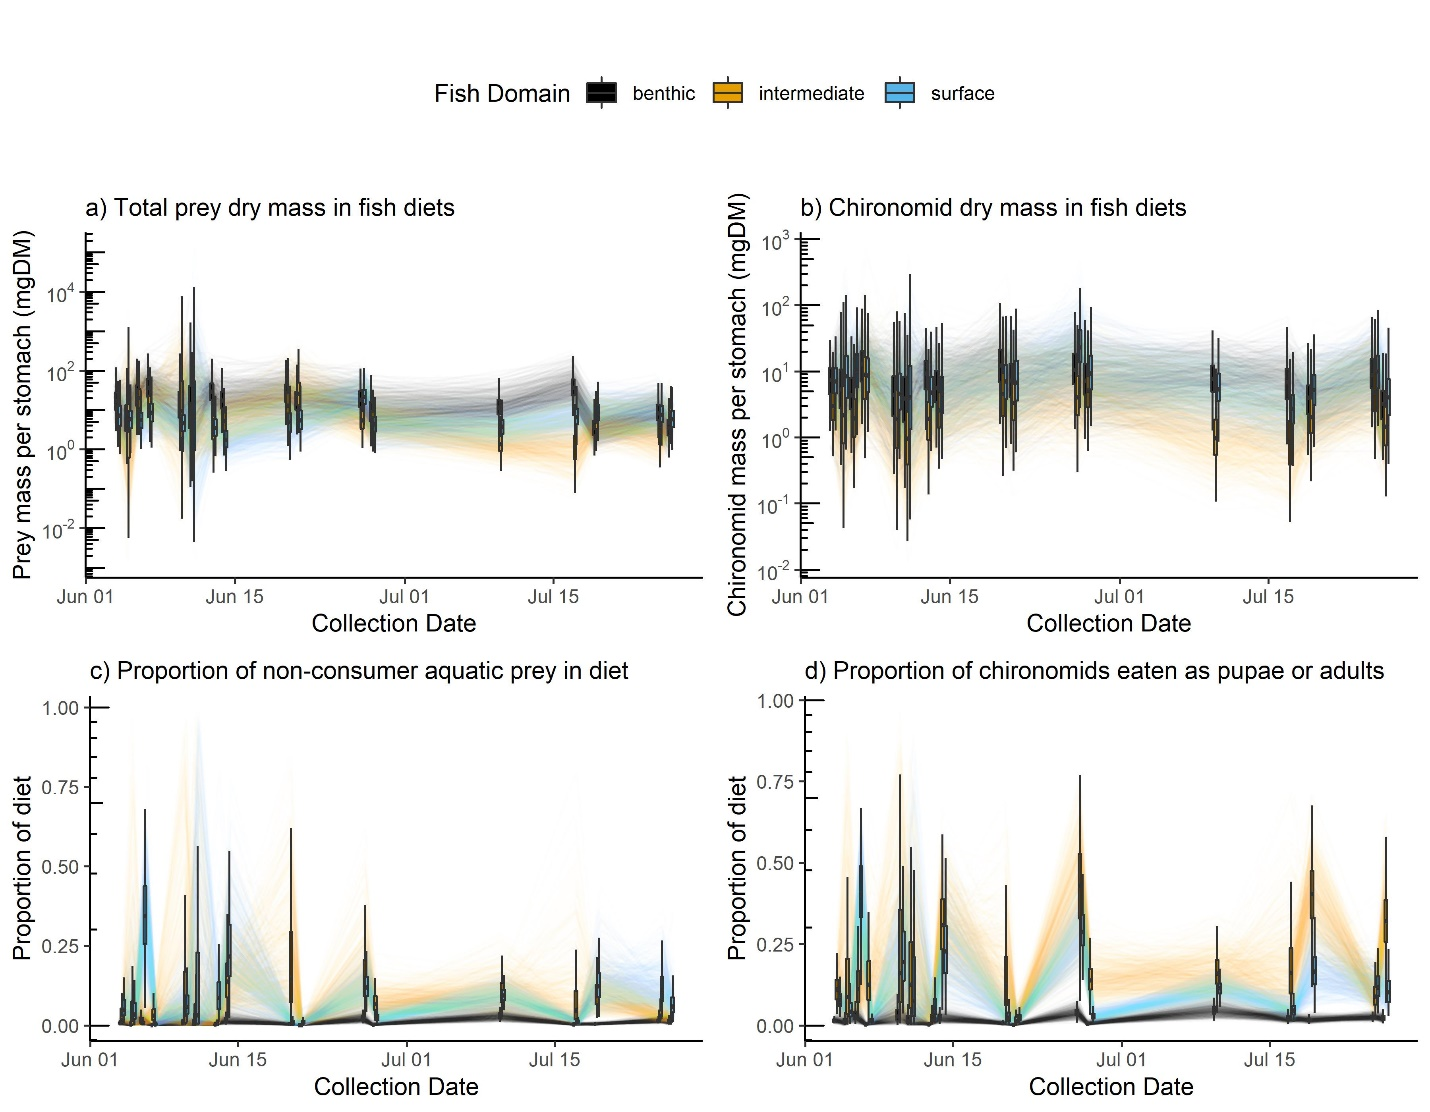 Fish Domain benthic intermediate surface
a) Total prey dry mass in fish diets
Prey mass per stomach (mgDM)
10^4
10^2
10^0
10^-2
Jun 01 Jun 15 Jul 01 Jul 15
Collection Date
b) Chironomid dry mass in fish diets
Chironomid mass per stomach (mgDM)
10^3
10^2
10^1
10^0
10^-1
10^-2
Jun 01 Jun 15 Jul 01 Jul 15
Collection Date
c) Proportion of non-consumer aquatic prey in diet
Proportion of diet
1.00
0.75
0.50
0.25
0.00
Jun 01 Jun 15 Jul 01 Jul 15
Collection Date
d) Proportion of chironomids eaten as pupae or adults
Proportion of diet
1.00
0.75
0.50
0.25
0.00
Jun 01 Jun 15 Jul 01 Jul 15
Collection Date